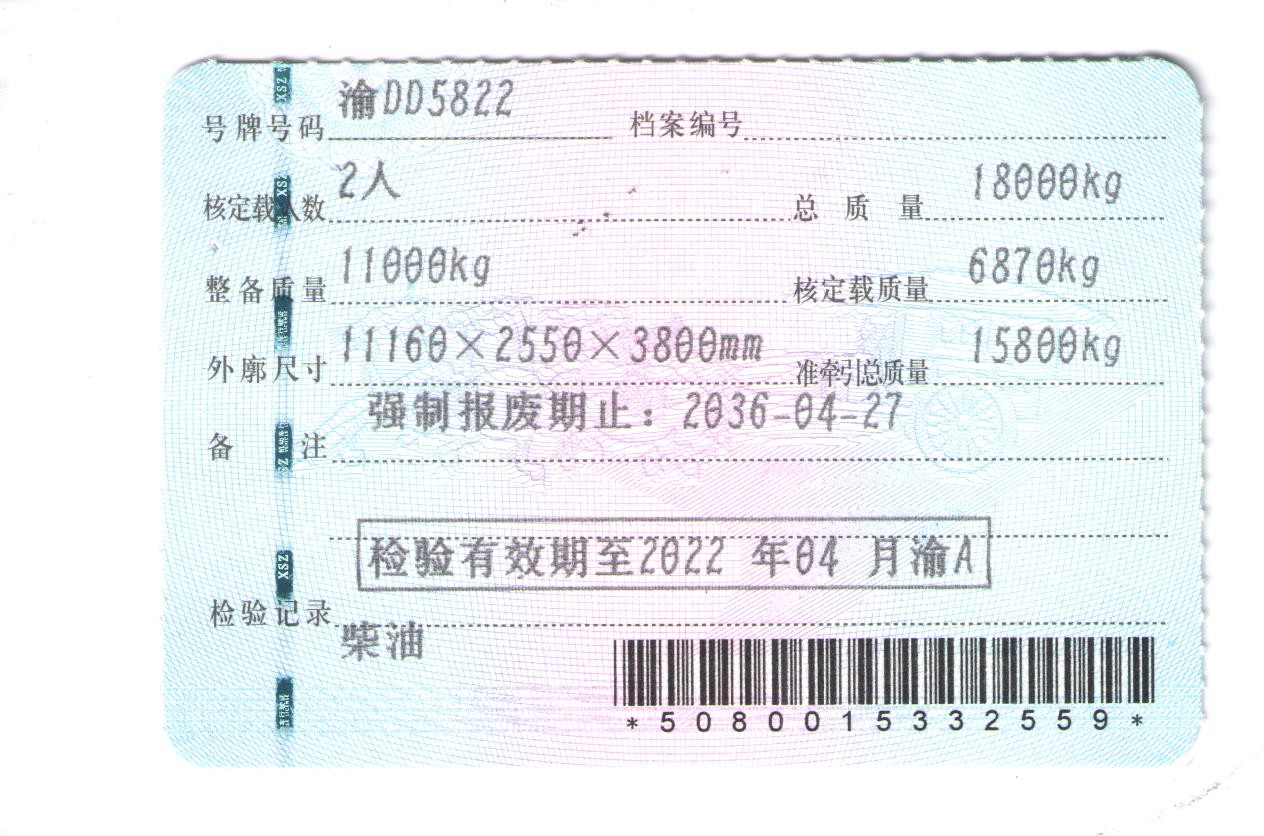 号牌号码 渝DD5822 档案编号
核定载人数 2人 总质量 18000kg
整备质量 11000kg 核定载质量 6870kg
外廓尺寸 11160×2550×3800mm 准牵引总质量 15800kg
备注 强制报废期止：2036-04-27
检验有效期至2022 年04 月渝A
检验记录
柴油
*5080015332559*
XSZ
XSZ
XSZ